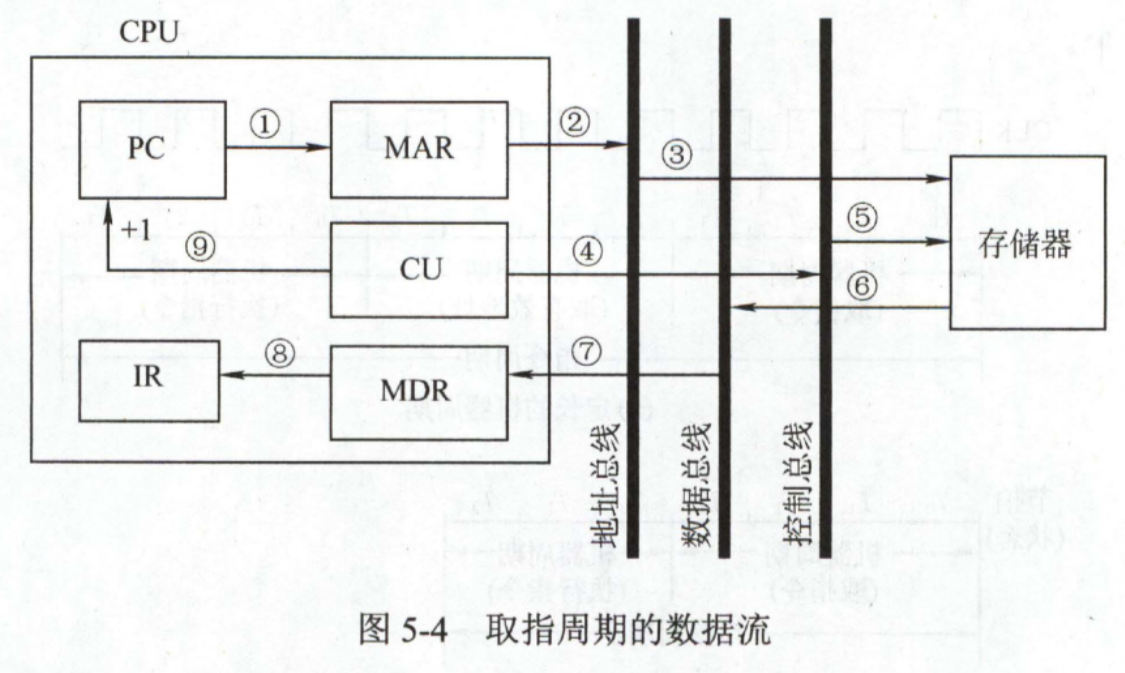 CPU
PC
①
MAR
②
③
+1
⑨
CU
④
⑤
⑥
存储器
IR
⑧
MDR
⑦
地址总线
数据总线
控制总线
图 5-4 取指周期的数据流